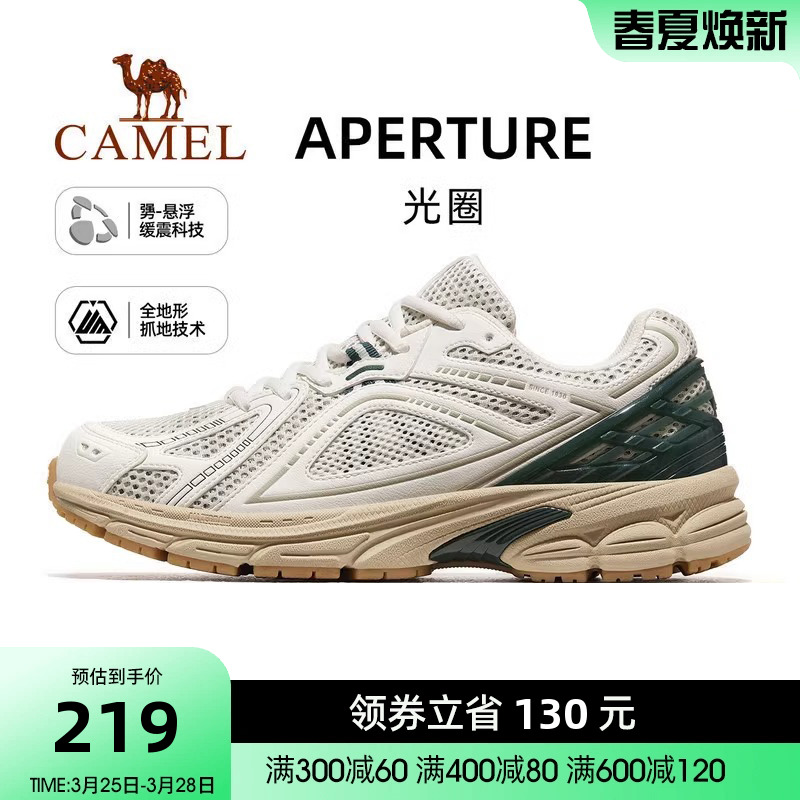 春夏焕新
CAMEL
APERTURE
光圈
骉-悬浮
缓震科技
全地形
抓地技术
SINCE 1938
预估到手价
219
TIME:3月25日-3月28日
领券立省 130 元
满300减60 满400减80 满600减120